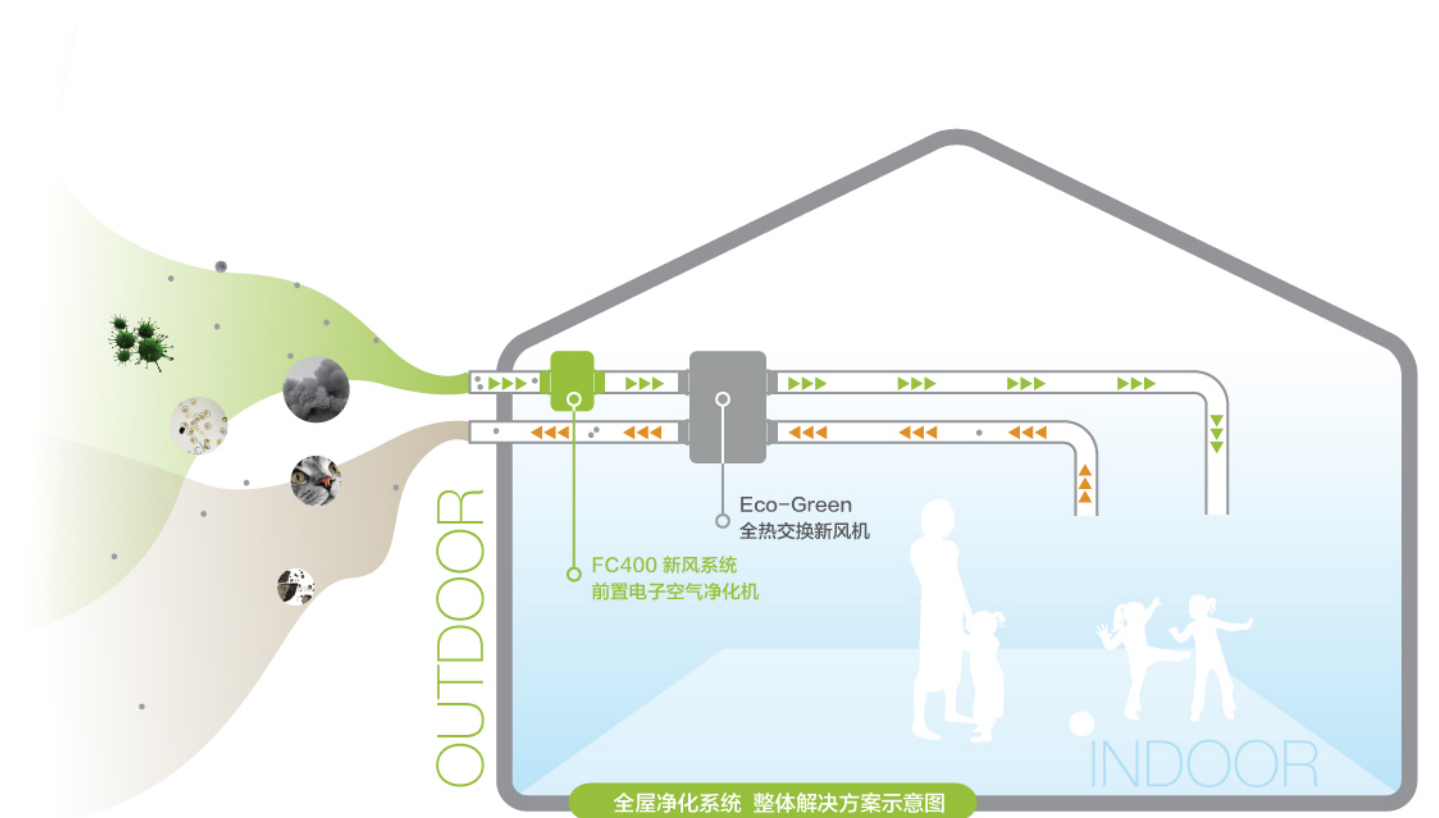 Eco-Green
全热交换新风机
FC400 新风系统
前置电子空气净化机
OUTDOOR
INDOOR
全屋净化系统 整体解决方案示意图